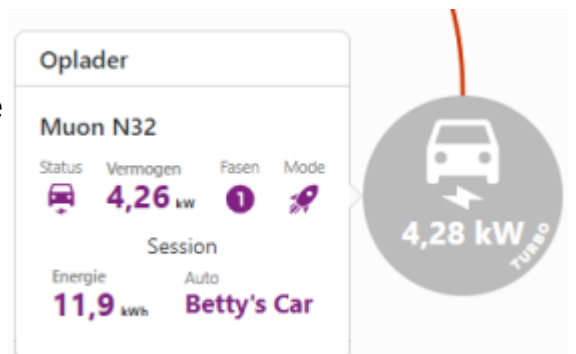 Oplader
e
Muon N32
Status Vermogen Fasen Mode
4,26 kW 1
Session
Energie Auto
11,9 kWh Betty's Car
4,28 kW
TURBO